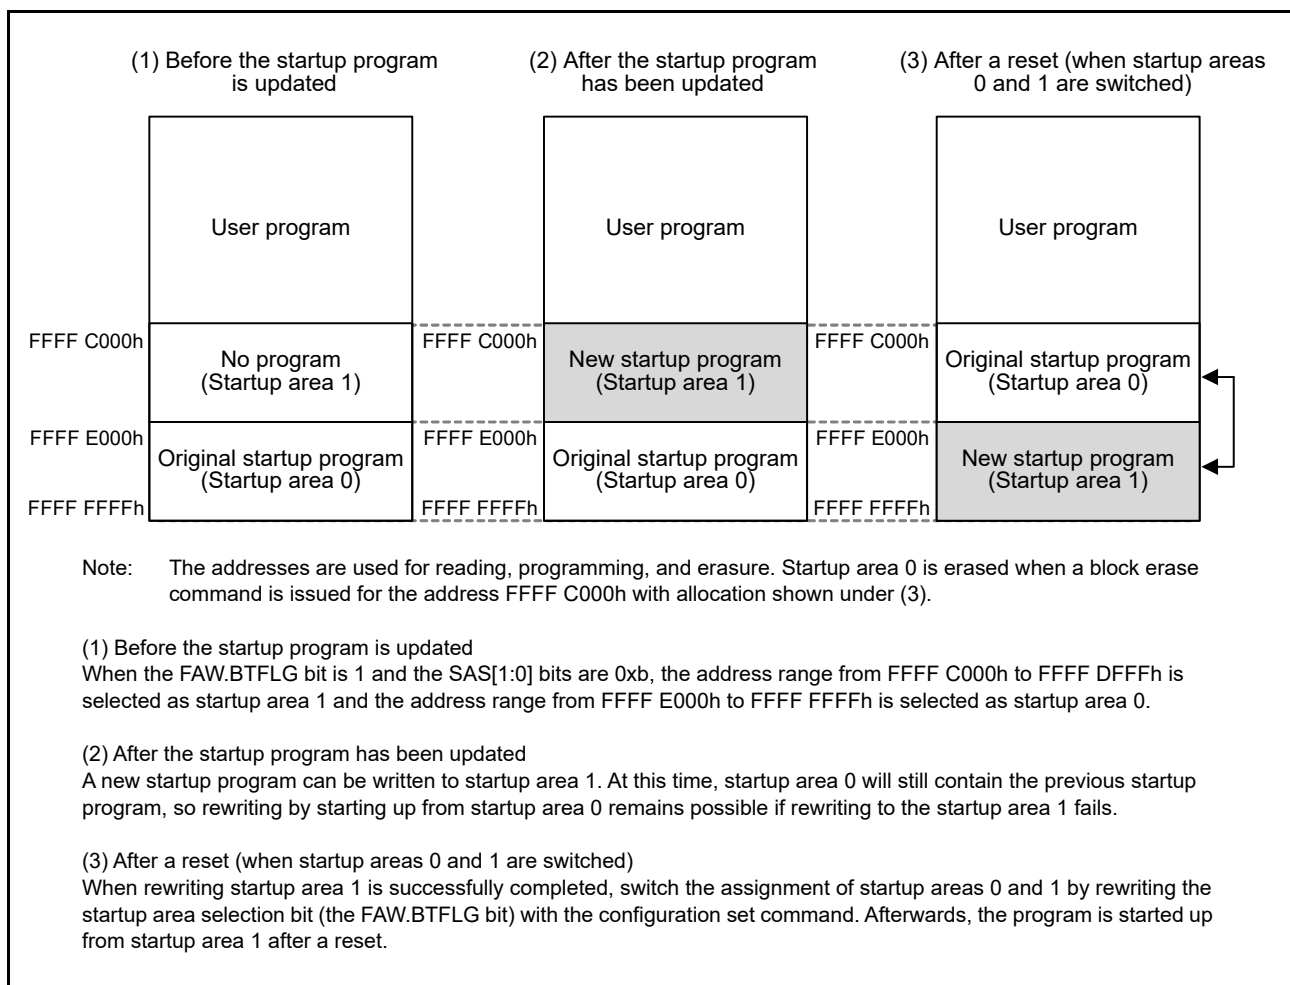 (1) Before the startup program
is updated
(2) After the startup program
has been updated
(3) After a reset (when startup areas
0 and 1 are switched)
User program
User program
User program
FFFF C000h
No program
(Startup area 1)
FFFF C000h
New startup program
(Startup area 1)
FFFF C000h
Original startup program
(Startup area 0)
FFFF E000h
Original startup program
(Startup area 0)
FFFF E000h
Original startup program
(Startup area 0)
FFFF E000h
New startup program
(Startup area 1)
FFFF FFFFh
FFFF FFFFh
FFFF FFFFh
Note: The addresses are used for reading, programming, and erasure. Startup area 0 is erased when a block erase
command is issued for the address FFFF C000h with allocation shown under (3).
(1) Before the startup program is updated
When the FAW.BTFLG bit is 1 and the SAS[1:0] bits are 0xb, the address range from FFFF C000h to FFFF DFFFh is
selected as startup area 1 and the address range from FFFF E000h to FFFF FFFFh is selected as startup area 0.
(2) After the startup program has been updated
A new startup program can be written to startup area 1. At this time, startup area 0 will still contain the previous startup
program, so rewriting by starting up from startup area 0 remains possible if rewriting to the startup area 1 fails.
(3) After a reset (when startup areas 0 and 1 are switched)
When rewriting startup area 1 is successfully completed, switch the assignment of startup areas 0 and 1 by rewriting the
startup area selection bit (the FAW.BTFLG bit) with the configuration set command. Afterwards, the program is started up
from startup area 1 after a reset.